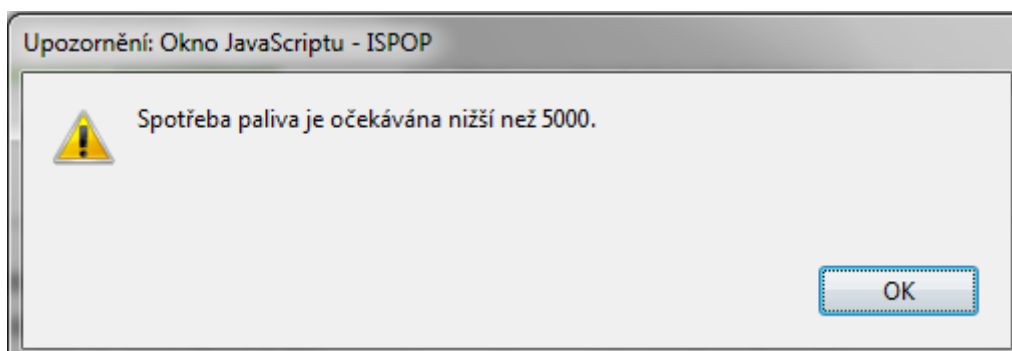 Upozornění: Okno JavaScriptu - ISPOP
Spotřeba paliva je očekávána nižší než 5000.
OK